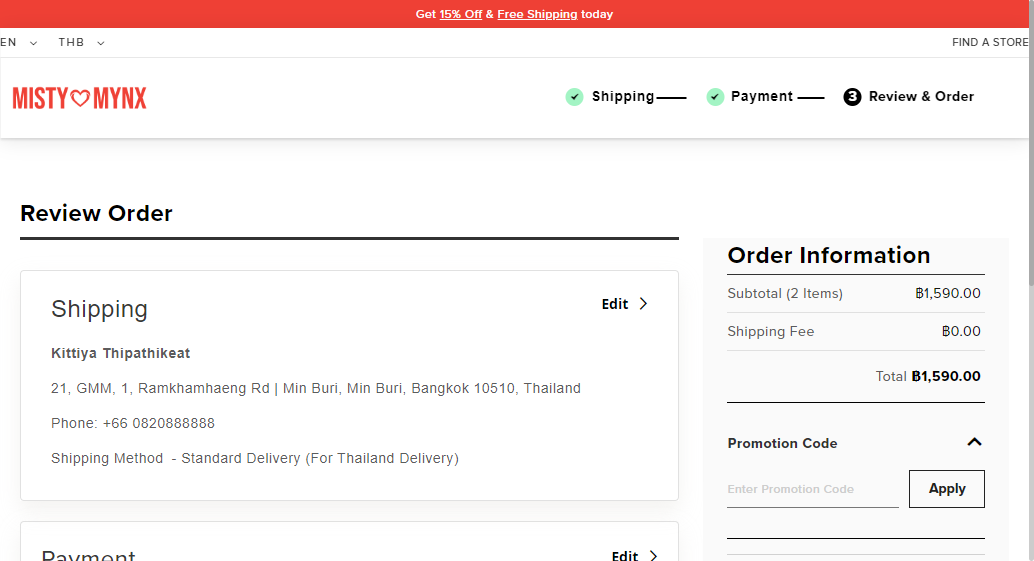 Get 15% Off & Free Shipping today
EN THB FIND A STORE
MISTY MYNX
Shipping Payment 3 Review & Order
Review Order
Shipping
Edit
Kittiya Thipathikeat
21, GMM, 1, Ramkhamhaeng Rd | Min Buri, Min Buri, Bangkok 10510, Thailand
Phone: +66 0820888888
Shipping Method - Standard Delivery (For Thailand Delivery)
Payment
Edit
Order Information
Subtotal (2 Items) ฿1,590.00
Shipping Fee ฿0.00
Total ฿1,590.00
Promotion Code
Enter Promotion Code
Apply